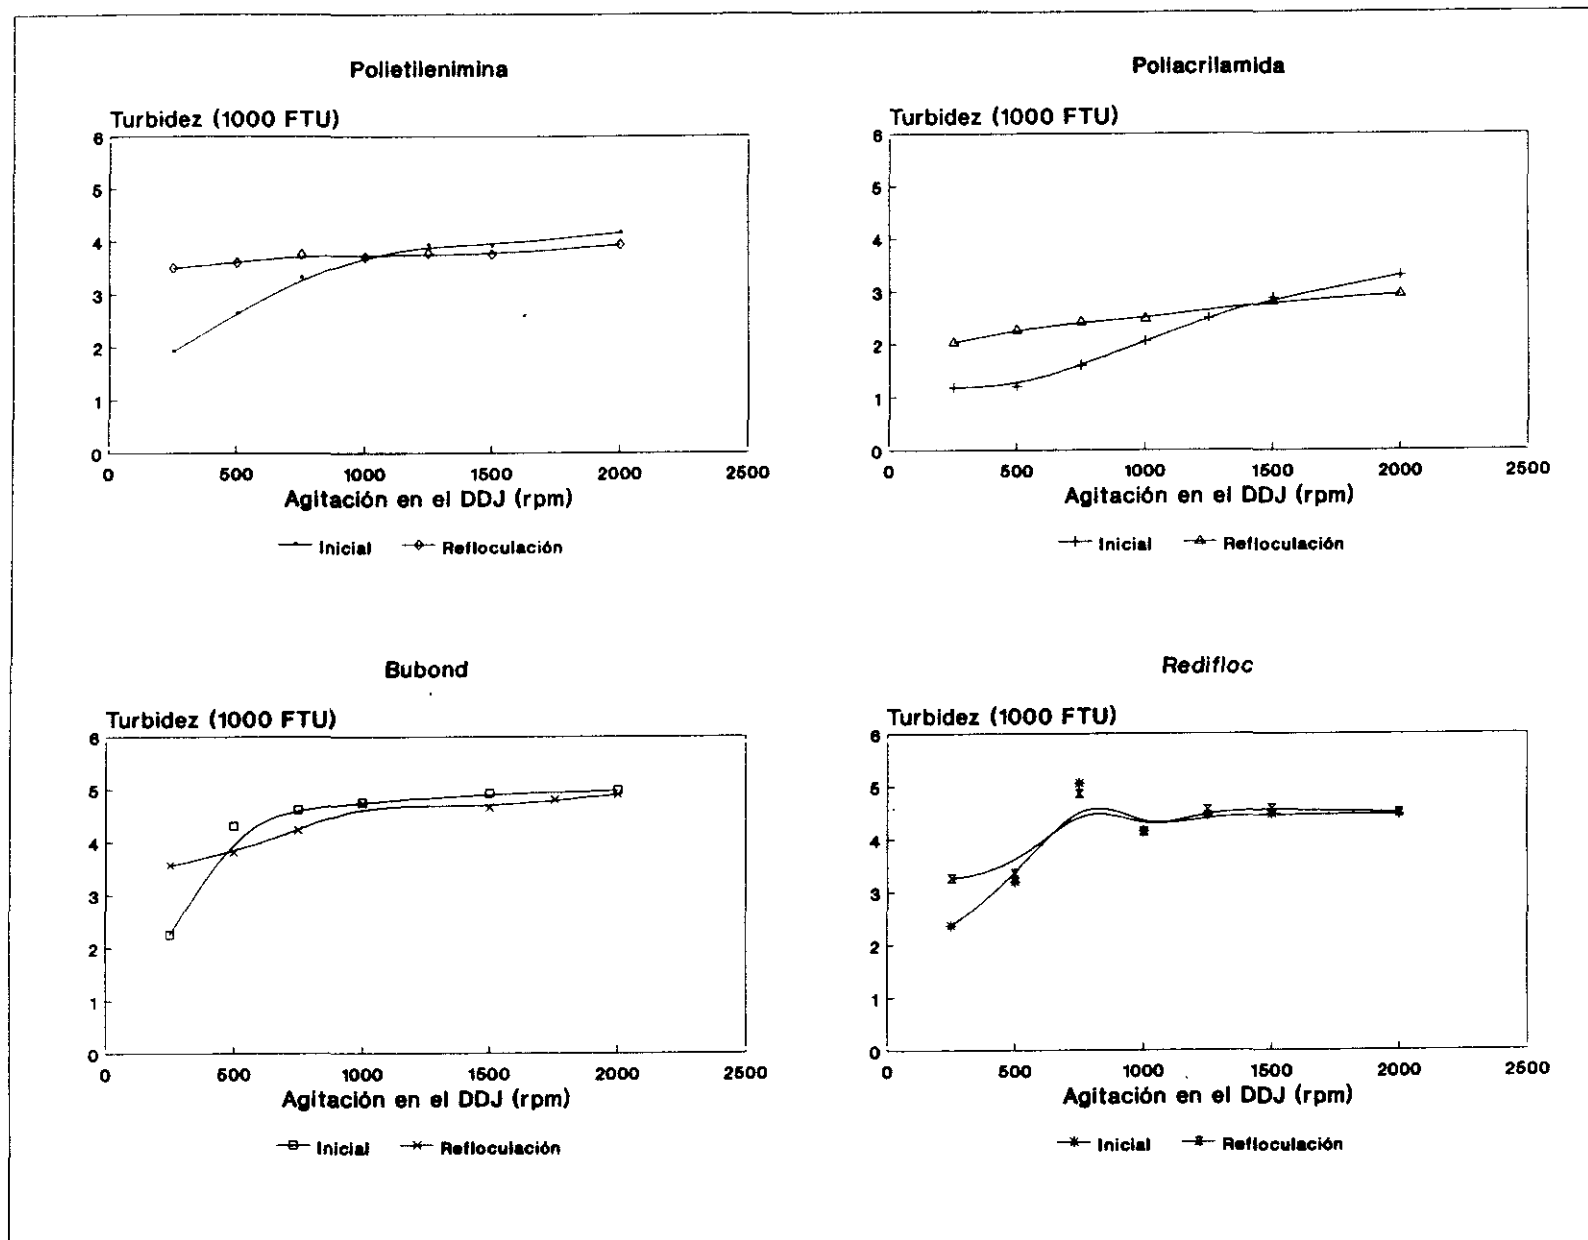 Polietilenimina
Turbidez (1000 FTU)
6
5
4
3
2
1
0
0 500 1000 1500 2000 2500
Agitación en el DDJ (rpm)
Inicial Refloculación
Poliacrilamida
Turbidez (1000 FTU)
6
5
4
3
2
1
0
0 500 1000 1500 2000 2500
Agitación en el DDJ (rpm)
Inicial Refloculación
Bubond
Turbidez (1000 FTU)
6
5
4
3
2
1
0
0 500 1000 1500 2000 2500
Agitación en el DDJ (rpm)
Inicial Refloculación
Redifloc
Turbidez (1000 FTU)
6
5
4
3
2
1
0
0 500 1000 1500 2000 2500
Agitación en el DDJ (rpm)
Inicial Refloculación